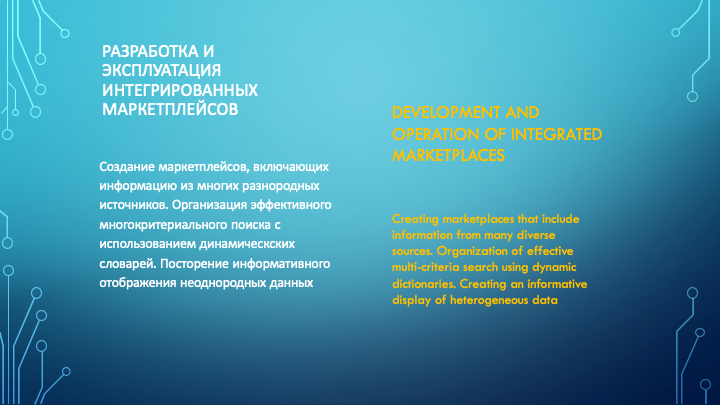 РАЗРАБОТКА И
ЭКСПЛУАТАЦИЯ
ИНТЕГРИРОВАННЫХ
МАРКЕТПЛЕЙСОВ
Создание маркетплейсов, включающих
информацию из многих разнородных
источников. Организация эффективного
многокритериального поиска с
использованием динамическских
словарей. Посторение информативного
отображения неоднородных данных
DEVELOPMENT AND
OPERATION OF INTEGRATED
MARKETPLACES
Creating marketplaces that include
information from many diverse
sources. Organization of effective
multi-criteria search using dynamic
dictionaries. Creating an informative
display of heterogeneous data